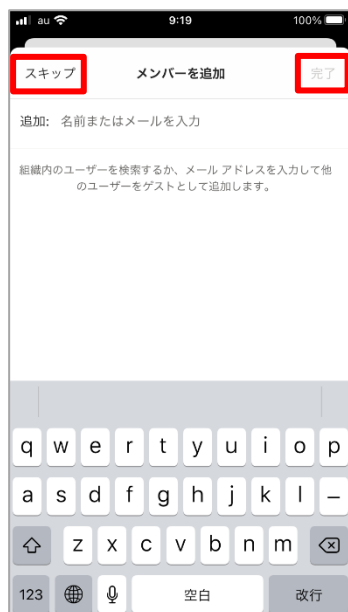 au 9:19 100%
スキップ メンバーを追加 完了
追加: 名前またはメールを入力
組織内のユーザーを検索するか、メール アドレスを入力して他
のユーザーをゲストとして追加します。
q w e r t y u i o p
a s d f g h j k l –
z x c v b n m
123 空白 改行